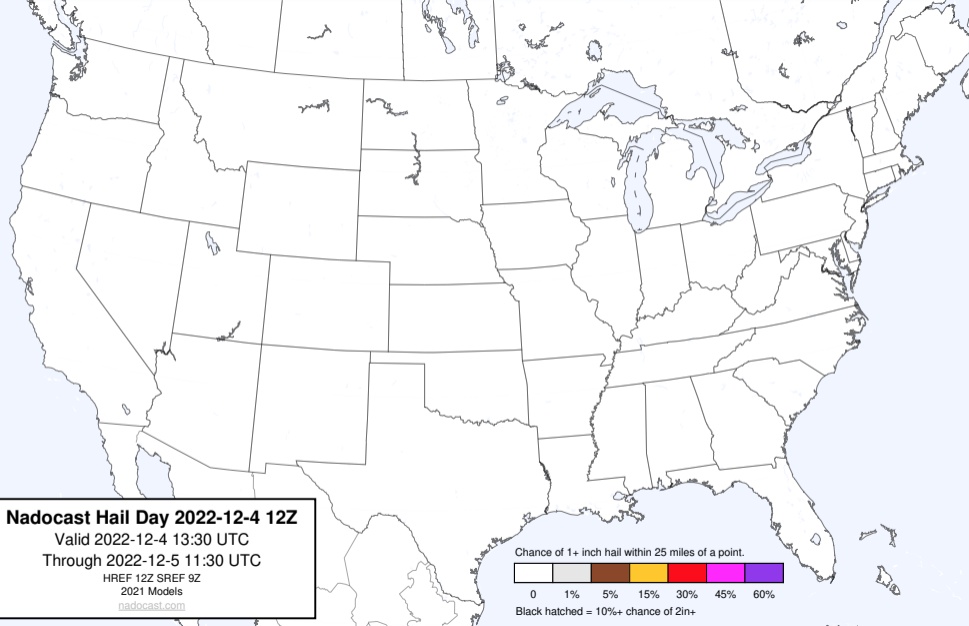 Nadocast Hail Day 2022-12-4 12Z
Valid 2022-12-4 13:30 UTC
Through 2022-12-5 11:30 UTC
HREF 12Z SREF 9Z
2021 Models
nadocast.com
Chance of 1+ inch hail within 25 miles of a point.
0 1% 5% 15% 30% 45% 60%
Black hatched = 10%+ chance of 2in+